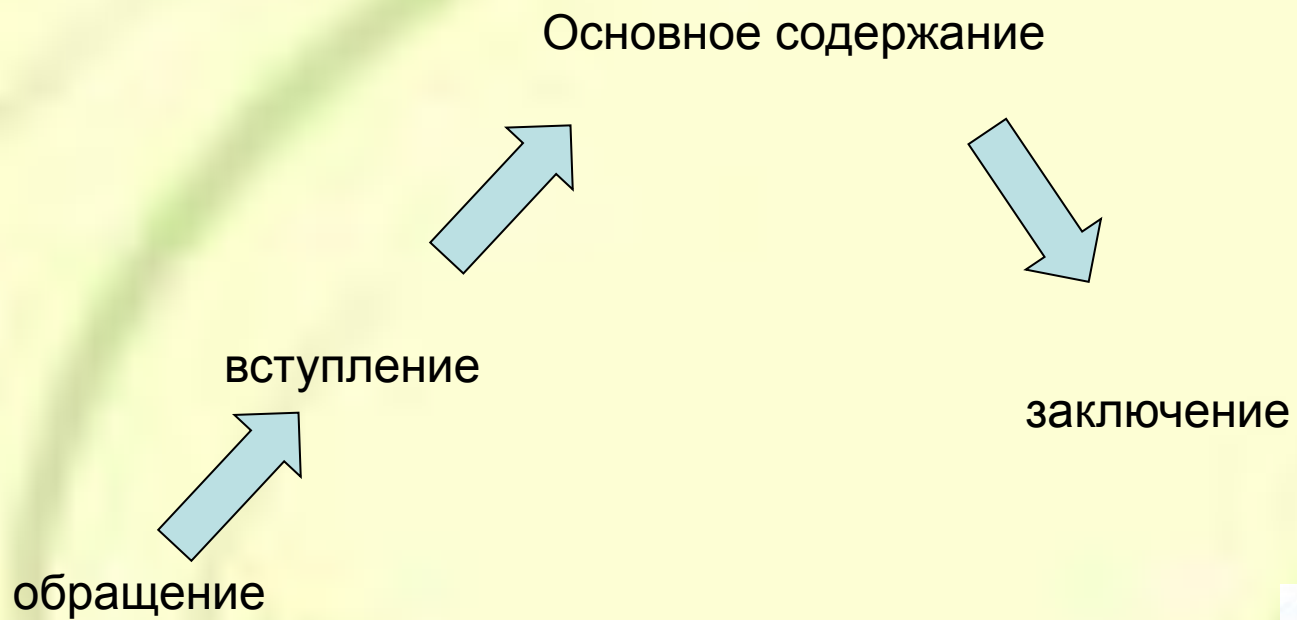 Основное содержание
вступление
заключение
обращение